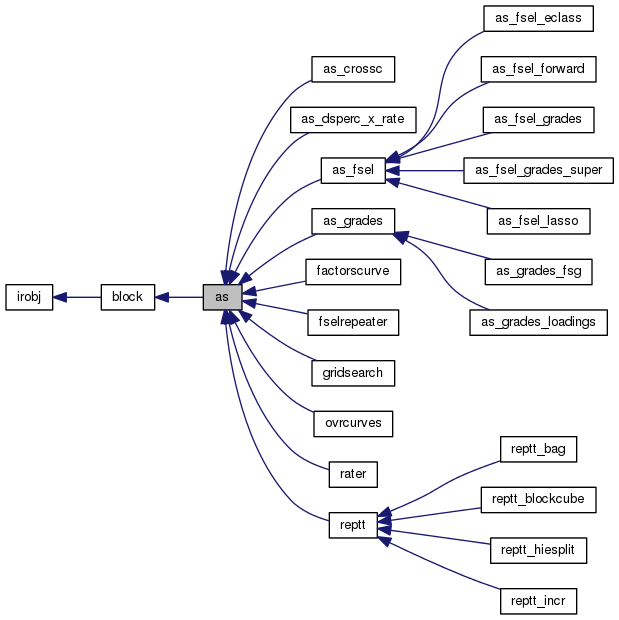 irobj
block
as
as_crossc
as_dsperc_x_rate
as_fsel
as_fsel_eclass
as_fsel_forward
as_fsel_grades
as_fsel_grades_super
as_fsel_lasso
as_grades
as_grades_fsg
as_grades_loadings
factorscurve
fselrepeater
gridsearch
ovrcurves
rater
reptt
reptt_bag
reptt_blockcube
reptt_hiesplit
reptt_incr